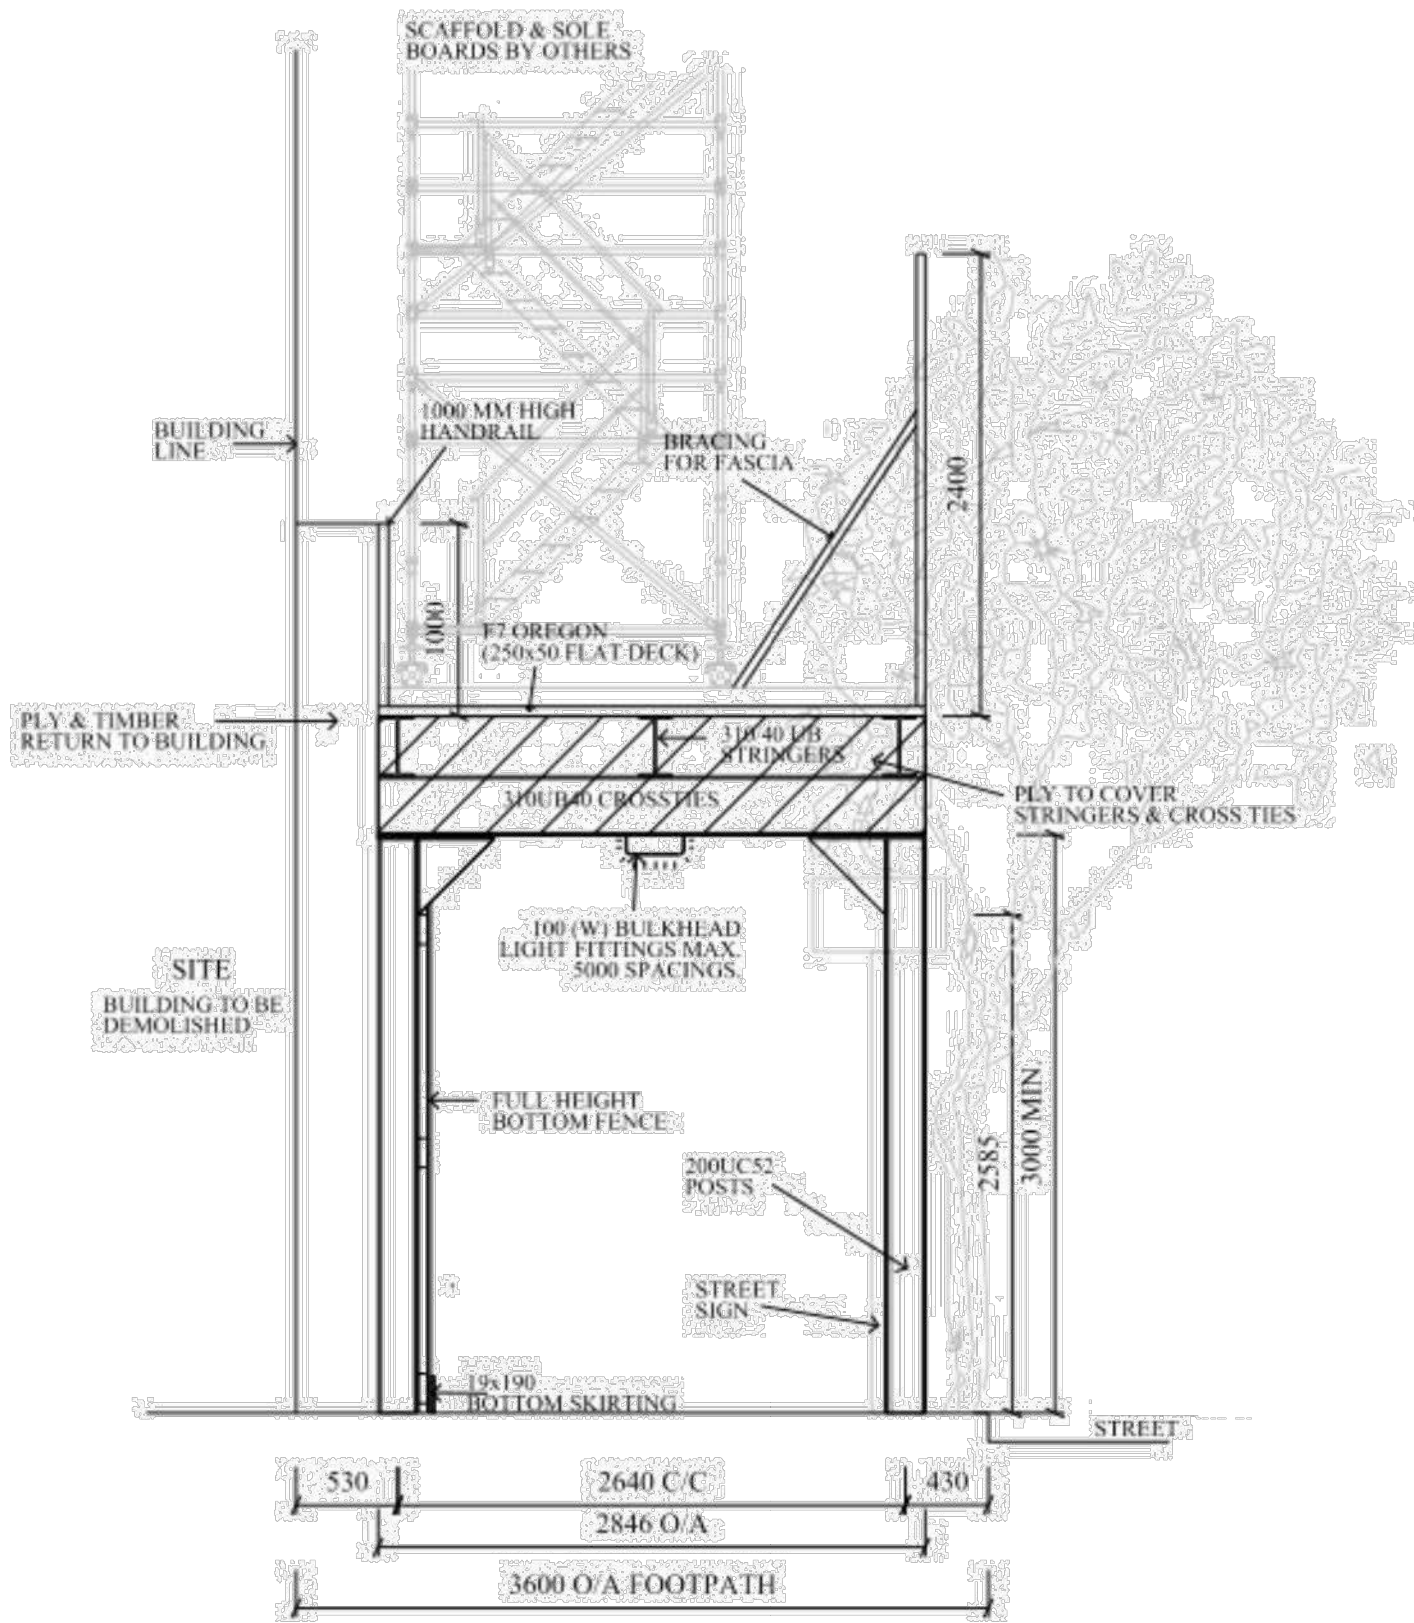 SCAFFOLD & SOLE
BOARDS BY OTHERS
1000 MM HIGH
HANDRAIL
BUILDING
LINE
BRACING
FOR FASCIA
2400
1000
F7 OREGON
(250x50 FLAT DECK)
PLY & TIMBER
RETURN TO BUILDING
310 40 UB
STRINGERS
310UB40 CROSSTIES
PLY TO COVER
STRINGERS & CROSS TIES
100 (W) BULKHEAD
LIGHT FITTINGS MAX.
5000 SPACINGS.
SITE
BUILDING TO BE
DEMOLISHED
FULL HEIGHT
BOTTOM FENCE
2585
3000 MIN.
200UC52
POSTS
STREET
SIGN
19x190
BOTTOM SKIRTING
STREET
530
2640 C/C
430
2846 O/A
3600 O/A FOOTPATH